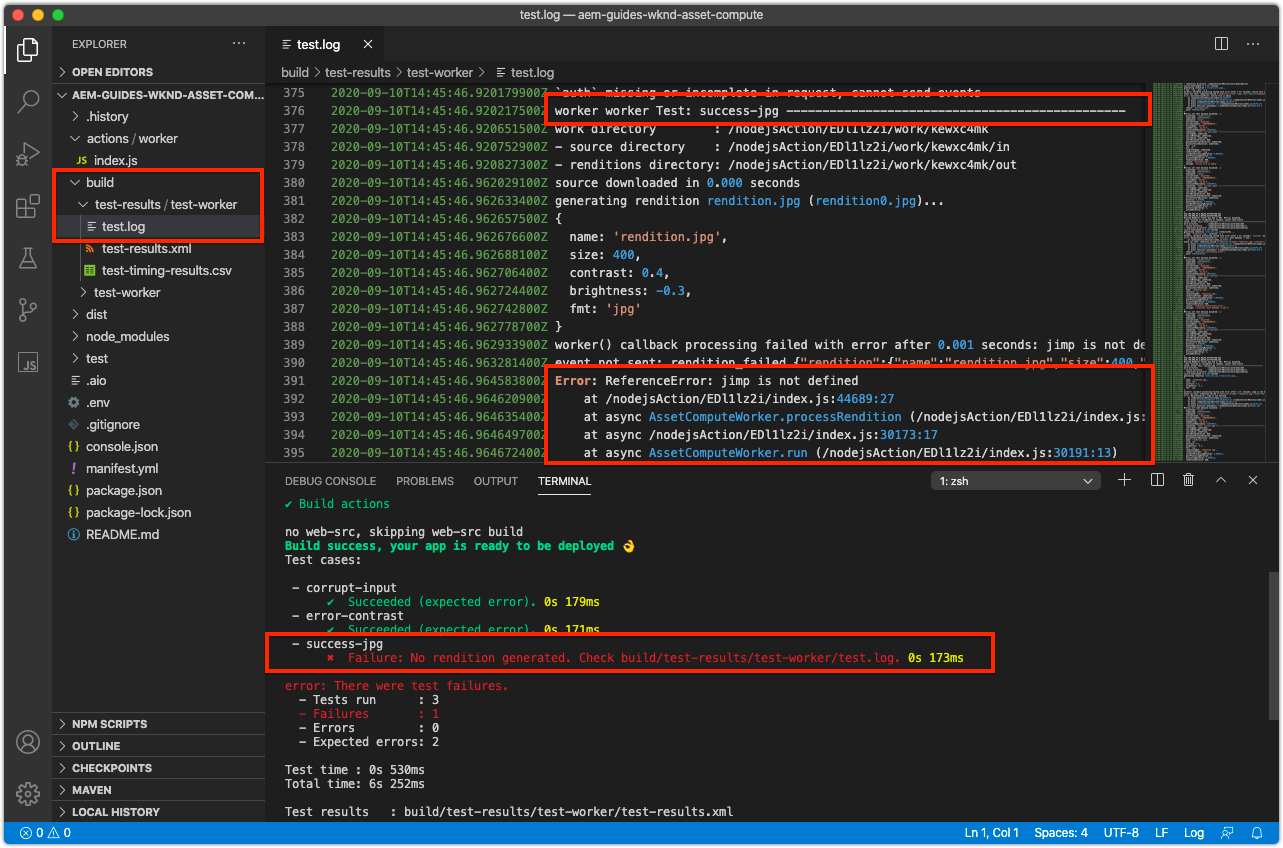 test.log — aem-guides-wknd-asset-compute
EXPLORER
OPEN EDITORS
AEM-GUIDES-WKND-ASSET-COM...
.history
actions / worker
JS index.js
build
test-results / test-worker
test.log
test-results.xml
test-timing-results.csv
test-worker
dist
node_modules
test
.aio
.env
.gitignore
{} console.json
! manifest.yml
{} package.json
{} package-lock.json
README.md
NPM SCRIPTS
OUTLINE
CHECKPOINTS
MAVEN
LOCAL HISTORY
test.log
build > test-results > test-worker > test.log
375 2020-09-10T14:45:46.920179900Z `auth` missing or incomplete in request, cannot send events
376 2020-09-10T14:45:46.920217500Z worker worker Test: success-jpg ————————————————
377 2020-09-10T14:45:46.920651500Z work directory : /nodejsAction/EDl1lz2i/work/kewxc4mk
378 2020-09-10T14:45:46.920752900Z - source directory : /nodejsAction/EDl1lz2i/work/kewxc4mk/in
379 2020-09-10T14:45:46.920827300Z - renditions directory: /nodejsAction/EDl1lz2i/work/kewxc4mk/out
380 2020-09-10T14:45:46.962029100Z source downloaded in 0.000 seconds
381 2020-09-10T14:45:46.962633400Z generating rendition rendition.jpg (rendition0.jpg)...
382 2020-09-10T14:45:46.962657500Z {
383 2020-09-10T14:45:46.962676600Z name: 'rendition.jpg',
384 2020-09-10T14:45:46.962688100Z size: 400,
385 2020-09-10T14:45:46.962706400Z contrast: 0.4,
386 2020-09-10T14:45:46.962724400Z brightness: -0.3,
387 2020-09-10T14:45:46.962742800Z fmt: 'jpg'
388 2020-09-10T14:45:46.962778700Z }
389 2020-09-10T14:45:46.962933900Z worker() callback processing failed with error after 0.001 seconds: jimp is not de
390 2020-09-10T14:45:46.963201400Z event not sent: rendition_failed {"rendition":{"name":"rendition.jpg","size":400,"
391 2020-09-10T14:45:46.964583800Z Error: ReferenceError: jimp is not defined
392 2020-09-10T14:45:46.964620900Z at /nodejsAction/EDl1lz2i/index.js:44689:27
393 2020-09-10T14:45:46.964635400Z at async AssetComputeWorker.processRendition (/nodejsAction/EDl1lz2i/index.js:
394 2020-09-10T14:45:46.964649700Z at async /nodejsAction/EDl1lz2i/index.js:30173:17
395 2020-09-10T14:45:46.964672400Z at async AssetComputeWorker.run (/nodejsAction/EDl1lz2i/index.js:30191:13)
DEBUG CONSOLE PROBLEMS OUTPUT TERMINAL 1: zsh
✔ Build actions
no web-src, skipping web-src build
Build success, your app is ready to be deployed 👌
Test cases:
- corrupt-input
✔ Succeeded (expected error). 0s 179ms
- error-contrast
✔ Succeeded (expected error). 0s 171ms
- success-jpg
✖ Failure: No rendition generated. Check build/test-results/test-worker/test.log. 0s 173ms
error: There were test failures.
- Tests run : 3
- Failures : 1
- Errors : 0
- Expected errors: 2
Test time : 0s 530ms
Total time: 6s 252ms
Test results : build/test-results/test-worker/test-results.xml
0 0 Ln 1, Col 1 Spaces: 4 UTF-8 LF Log